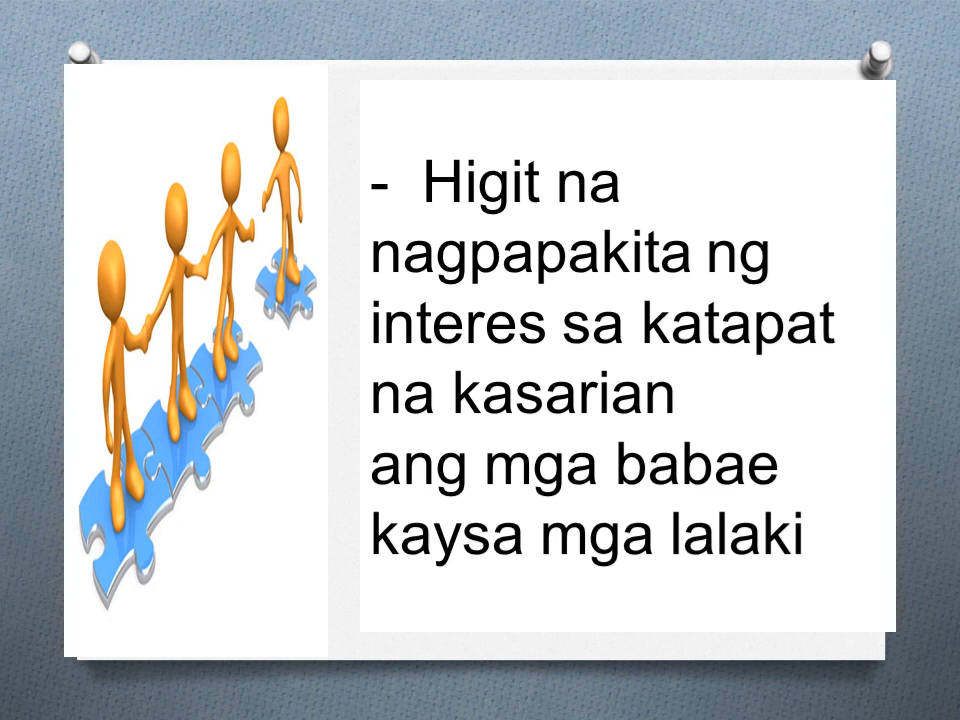 - Higit na
nagpapakita ng
interes sa katapat
na kasarian
ang mga babae
kaysa mga lalaki